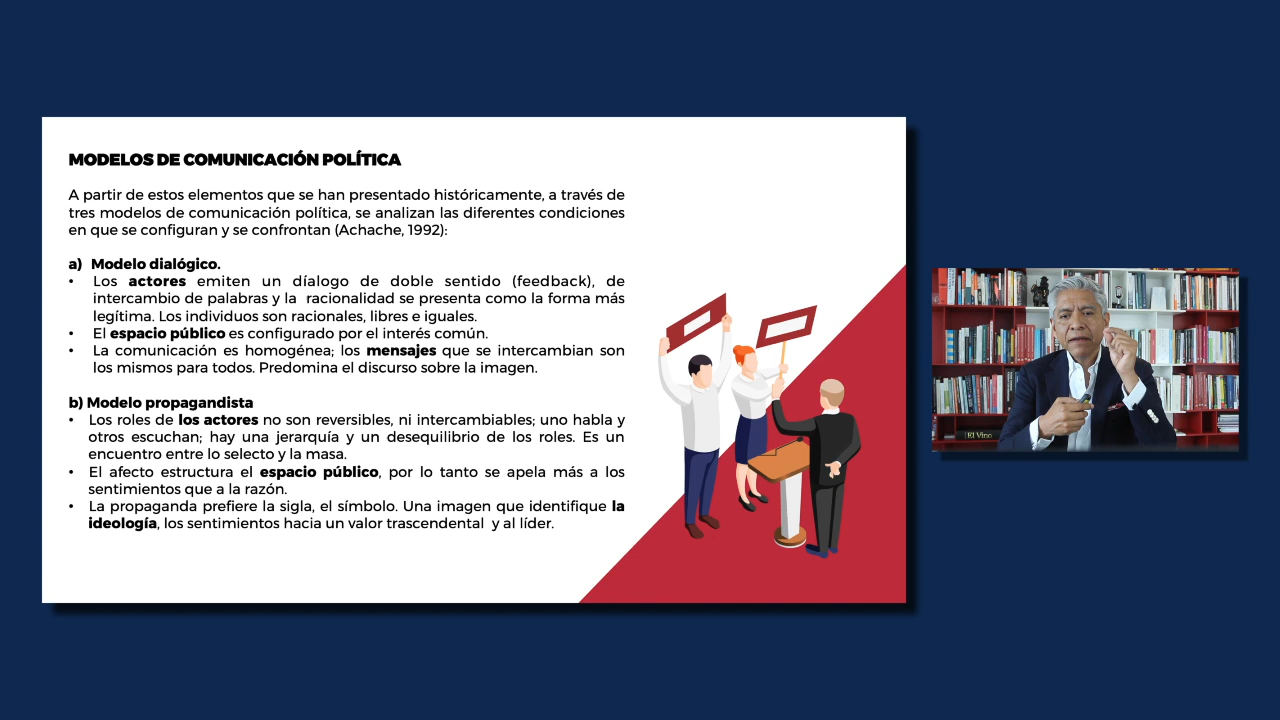 MODELOS DE COMUNICACIÓN POLÍTICA
A partir de estos elementos que se han presentado históricamente, a través de
tres modelos de comunicación política, se analizan las diferentes condiciones
en que se configuran y se confrontan (Achache, 1992):
a) Modelo dialógico.
• Los actores emiten un díalogo de doble sentido (feedback), de
intercambio de palabras y la racionalidad se presenta como la forma más
legítima. Los individuos son racionales, libres e iguales.
• El espacio público es configurado por el interés común.
• La comunicación es homogénea; los mensajes que se intercambian son
los mismos para todos. Predomina el discurso sobre la imagen.
b) Modelo propagandista
• Los roles de los actores no son reversibles, ni intercambiables; uno habla y
otros escuchan; hay una jerarquía y un desequilibrio de los roles. Es un
encuentro entre lo selecto y la masa.
• El afecto estructura el espacio público, por lo tanto se apela más a los
sentimientos que a la razón.
• La propaganda prefiere la sigla, el símbolo. Una imagen que identifique la
ideología, los sentimientos hacia un valor trascendental y al líder.
El Vino